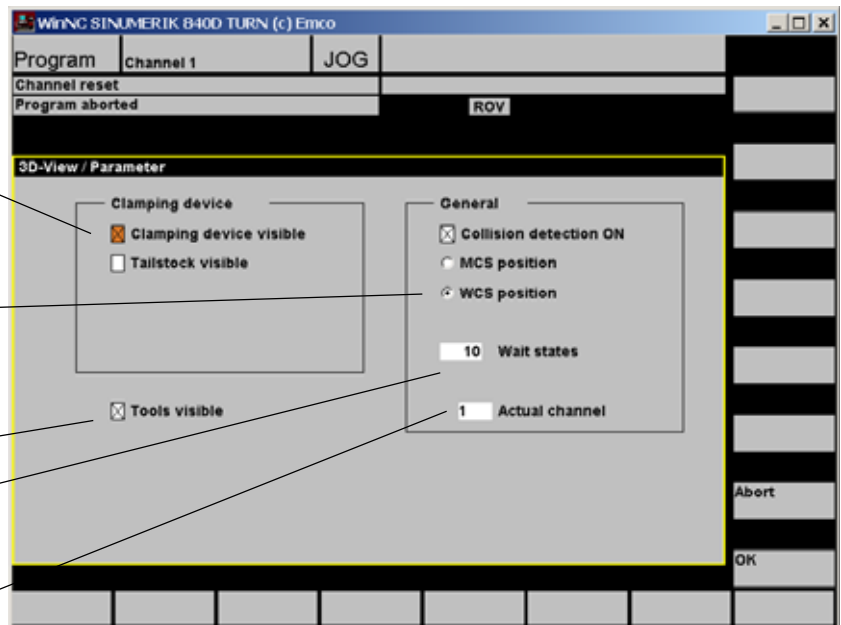 WinNC SINUMERIK 840D TURN (c) Emco
Program Channel 1 JOG
Channel reset
Program aborted ROV
3D-View / Parameter
Clamping device
Clamping device visible
Tailstock visible
Tools visible
General
Collision detection ON
MCS position
WCS position
10 Wait states
1 Actual channel
Abort
OK